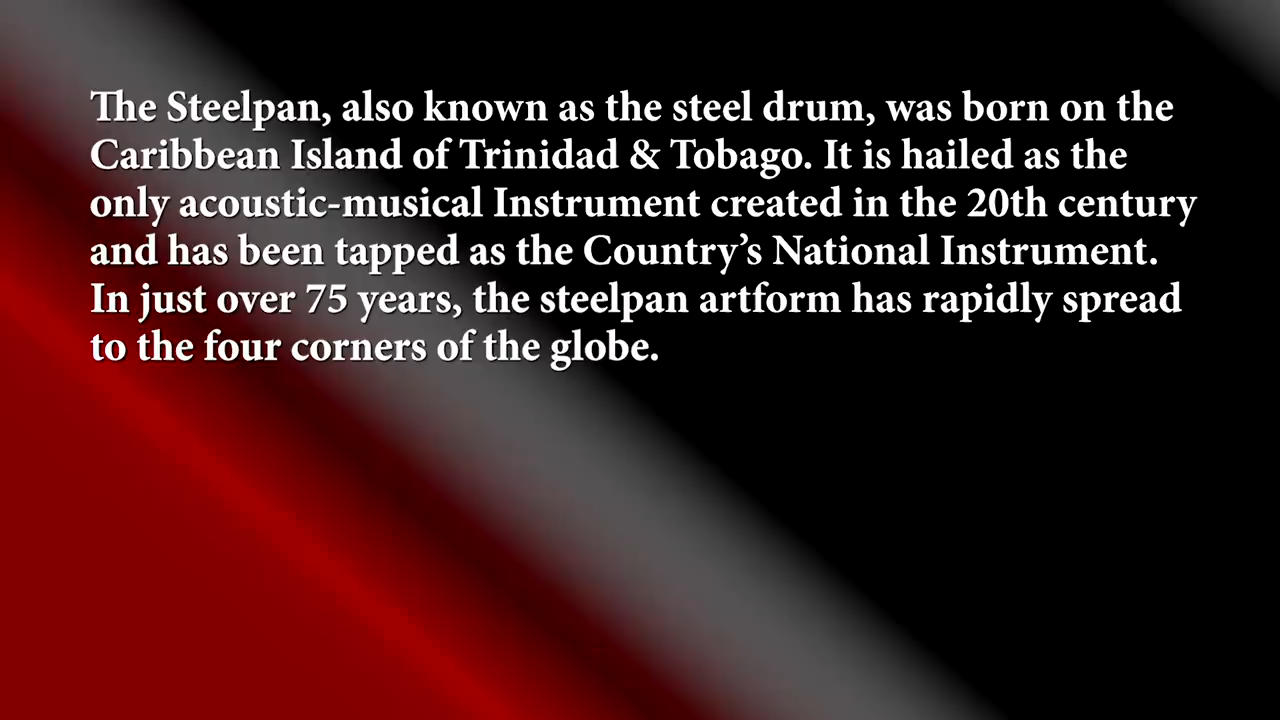 The Steelpan, also known as the steel drum, was born on the
Caribbean Island of Trinidad & Tobago. It is hailed as the
only acoustic-musical Instrument created in the 20th century
and has been tapped as the Country’s National Instrument.
In just over 75 years, the steelpan artform has rapidly spread
to the four corners of the globe.